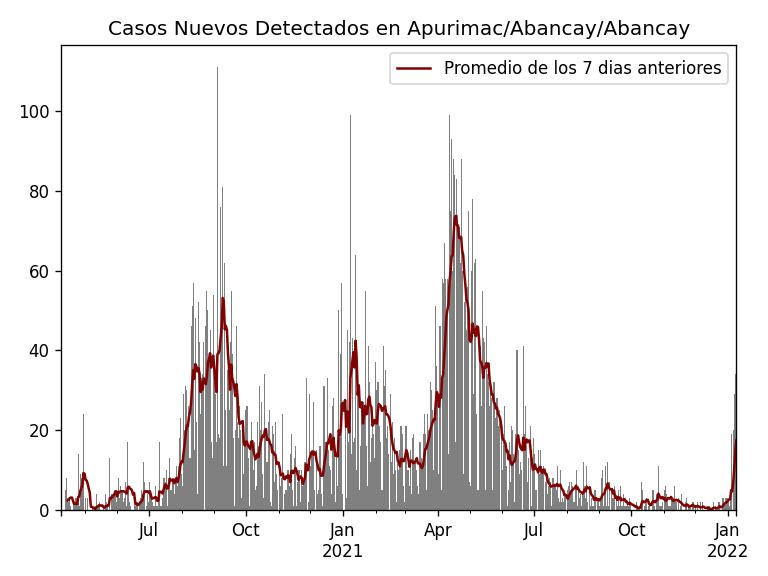 Casos Nuevos Detectados en Apurimac/Abancay/Abancay
Promedio de los 7 dias anteriores
100
80
60
40
20
0
Jul Oct Jan Apr Jul Oct Jan
2021 2022